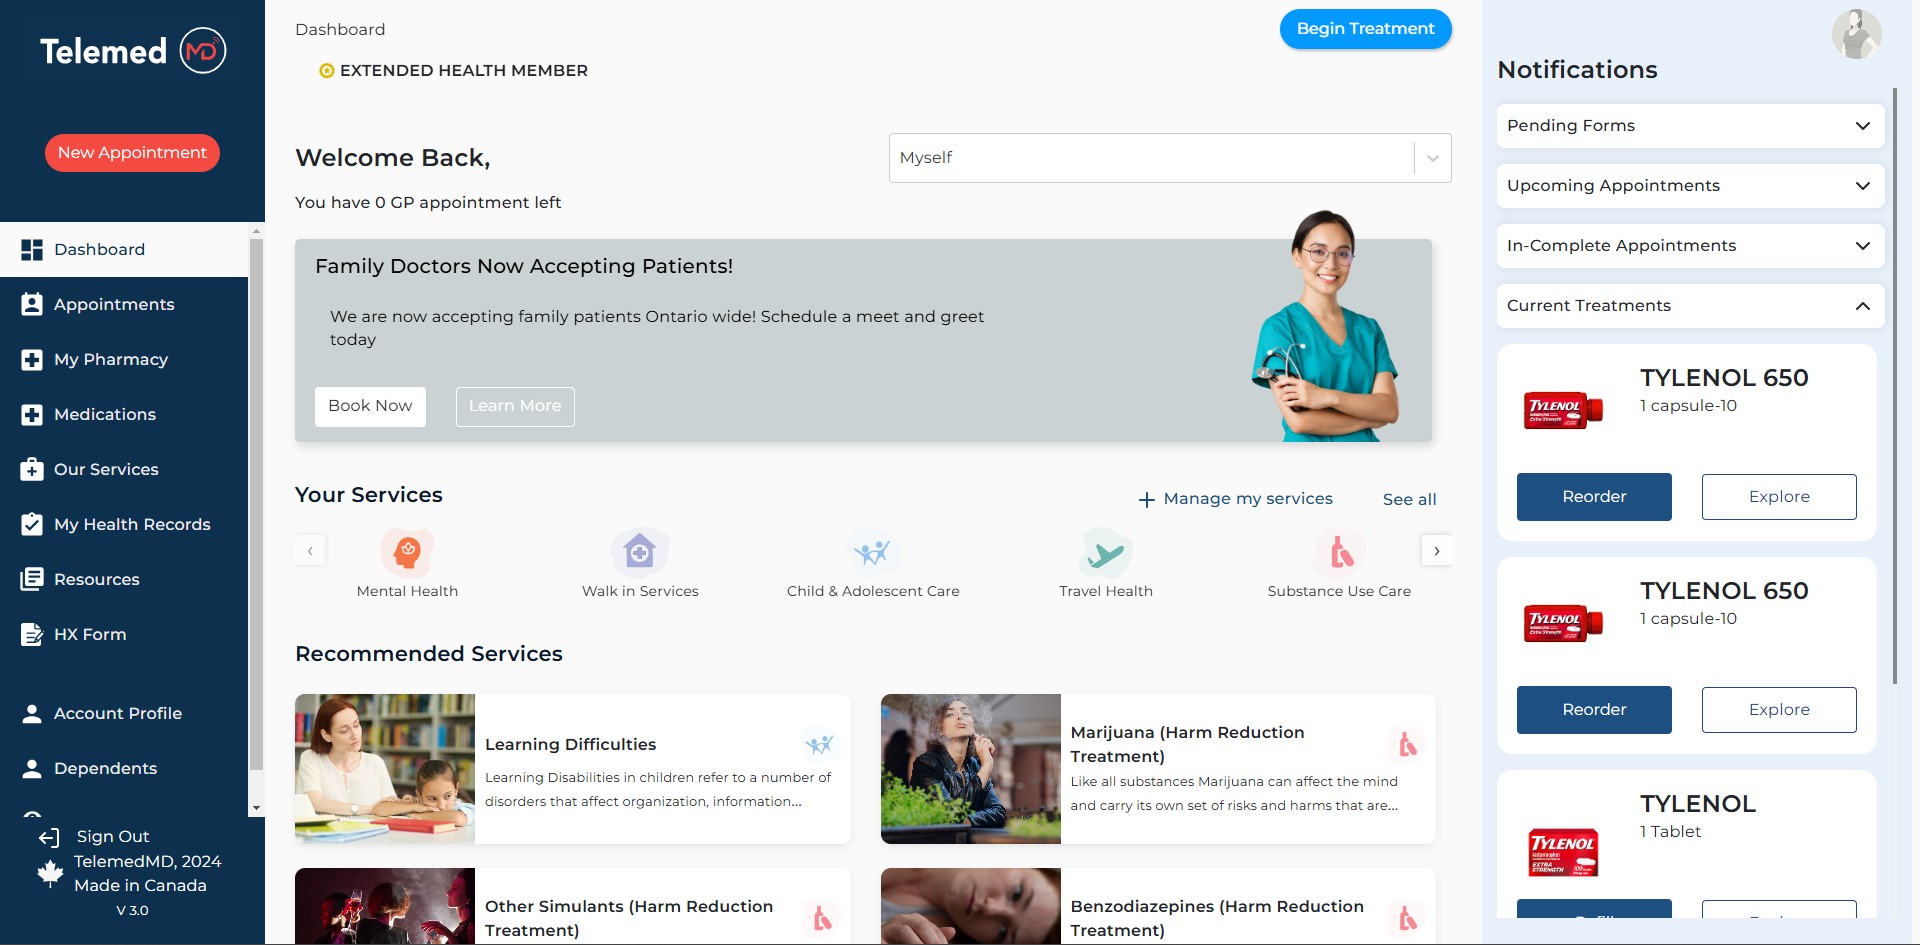 Telemed MD
New Appointment
Dashboard
Appointments
My Pharmacy
Medications
Our Services
My Health Records
Resources
HX Form
Account Profile
Dependents
Sign Out
TelemedMD, 2024
Made in Canada
V 3.0
Dashboard
Begin Treatment
EXTENDED HEALTH MEMBER
Welcome Back,
Myself
You have 0 GP appointment left
Family Doctors Now Accepting Patients!
We are now accepting family patients Ontario wide! Schedule a meet and greet
today
Book Now
Learn More
Your Services
Manage my services
See all
Mental Health
Walk in Services
Child & Adolescent Care
Travel Health
Substance Use Care
Recommended Services
Learning Difficulties
Learning Disabilities in children refer to a number of
disorders that affect organization, information...
Marijuana (Harm Reduction
Treatment)
Like all substances Marijuana can affect the mind
and carry its own set of risks and harms that are...
Other Simulants (Harm Reduction
Treatment)
Benzodiazepines (Harm Reduction
Treatment)
Notifications
Pending Forms
Upcoming Appointments
In-Complete Appointments
Current Treatments
TYLENOL
TYLENOL 650
1 capsule-10
Reorder
Explore
TYLENOL
TYLENOL 650
1 capsule-10
Reorder
Explore
TYLENOL
EXTRA
STRENGTH
TYLENOL
1 Tablet